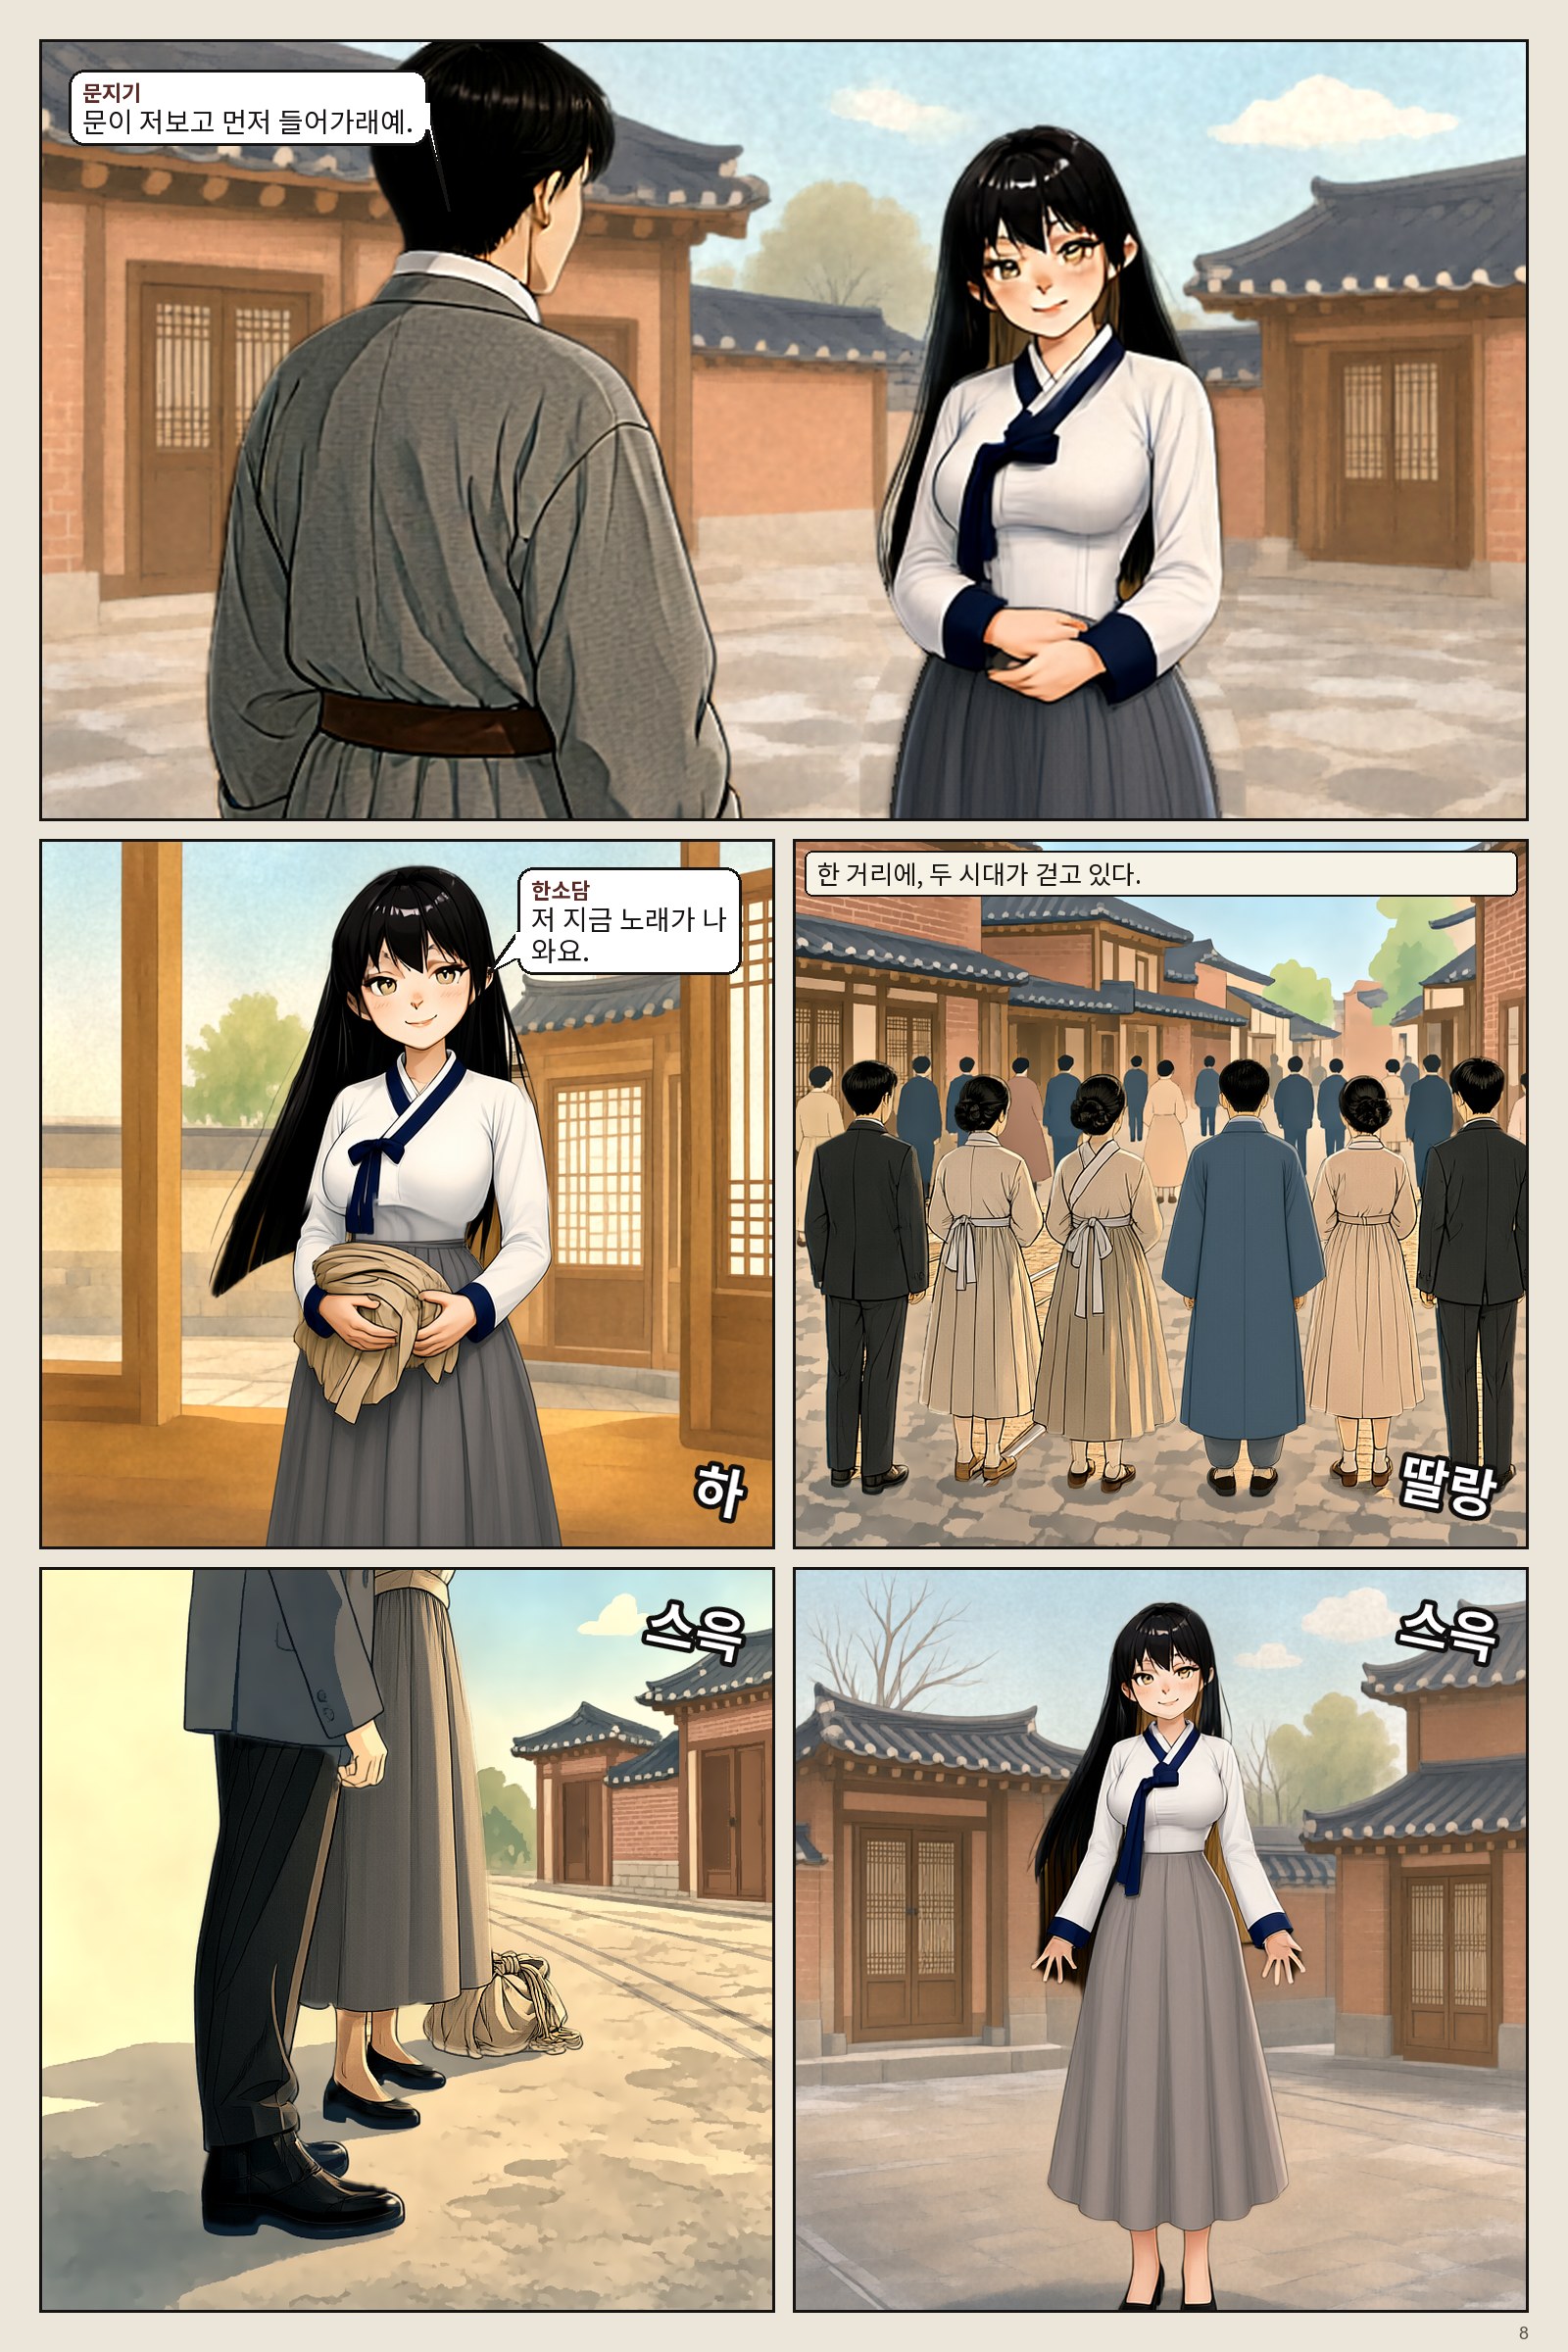 문지기
문이 저보고 먼저 들어가래예.
한소담
저 지금 노래가 나
와요.
하
한 거리에, 두 시대가 걷고 있다.
딸랑
스윽
스윽
8